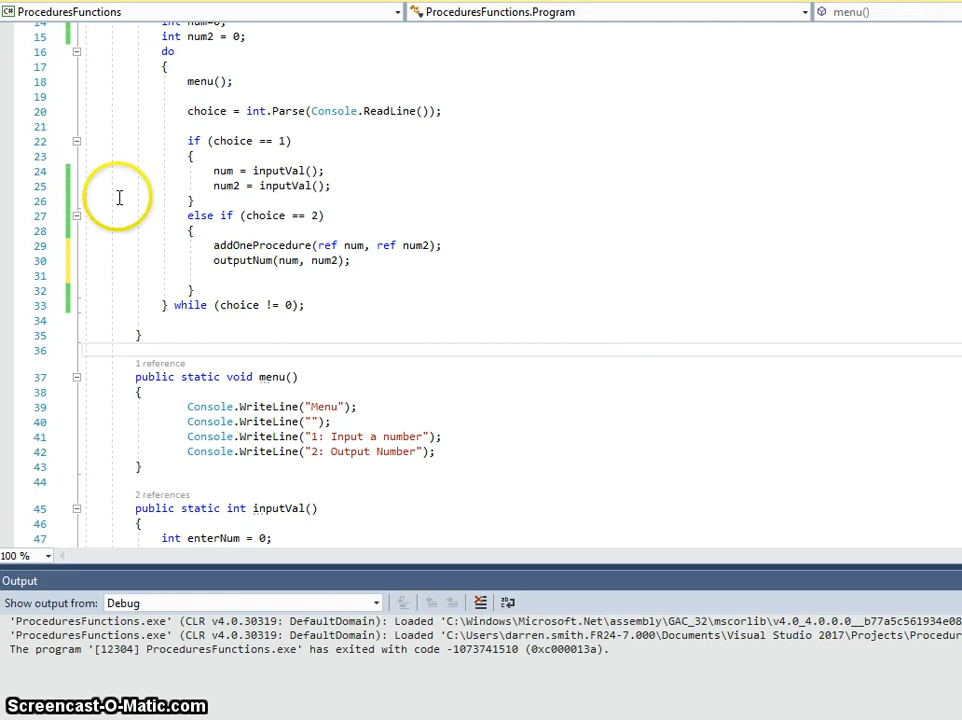 ProceduresFunctions ProceduresFunctions.Program menu()
14 int num=0;
15 int num2 = 0;
16 do
17 {
18 menu();
19
20 choice = int.Parse(Console.ReadLine());
21
22 if (choice == 1)
23 {
24 num = inputVal();
25 num2 = inputVal();
26 }
27 else if (choice == 2)
28 {
29 addOneProcedure(ref num, ref num2);
30 outputNum(num, num2);
31
32 }
33 } while (choice != 0);
34
35 }
36
1 reference
37 public static void menu()
38 {
39 Console.WriteLine("Menu");
40 Console.WriteLine("");
41 Console.WriteLine("1: Input a number");
42 Console.WriteLine("2: Output Number");
43 }
44
2 references
45 public static int inputVal()
46 {
47 int enterNum = 0;
100 %
Output
Show output from: Debug
'ProceduresFunctions.exe' (CLR v4.0.30319: DefaultDomain): Loaded 'C:\Windows\Microsoft.Net\assembly\GAC_32\mscorlib\v4.0_4.0.0.0__b77a5c561934e08
'ProceduresFunctions.exe' (CLR v4.0.30319: DefaultDomain): Loaded 'C:\Users\darren.smith.FR24-7.000\Documents\Visual Studio 2017\Projects\Procedur
The program '[12304] ProceduresFunctions.exe' has exited with code -1073741510 (0xc000013a).
Screencast-O-Matic.com